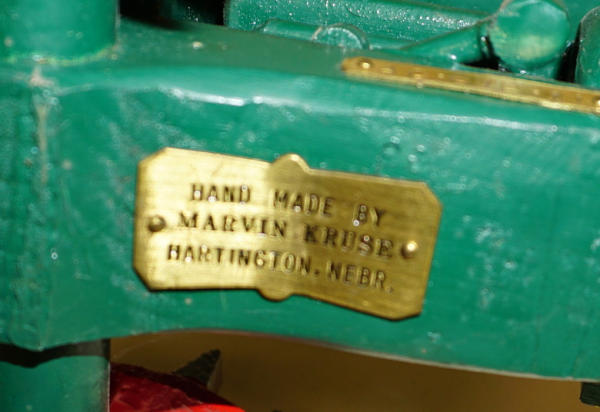 HAND MADE BY
MARVIN KRUSE
HARTINGTON, NEBR.